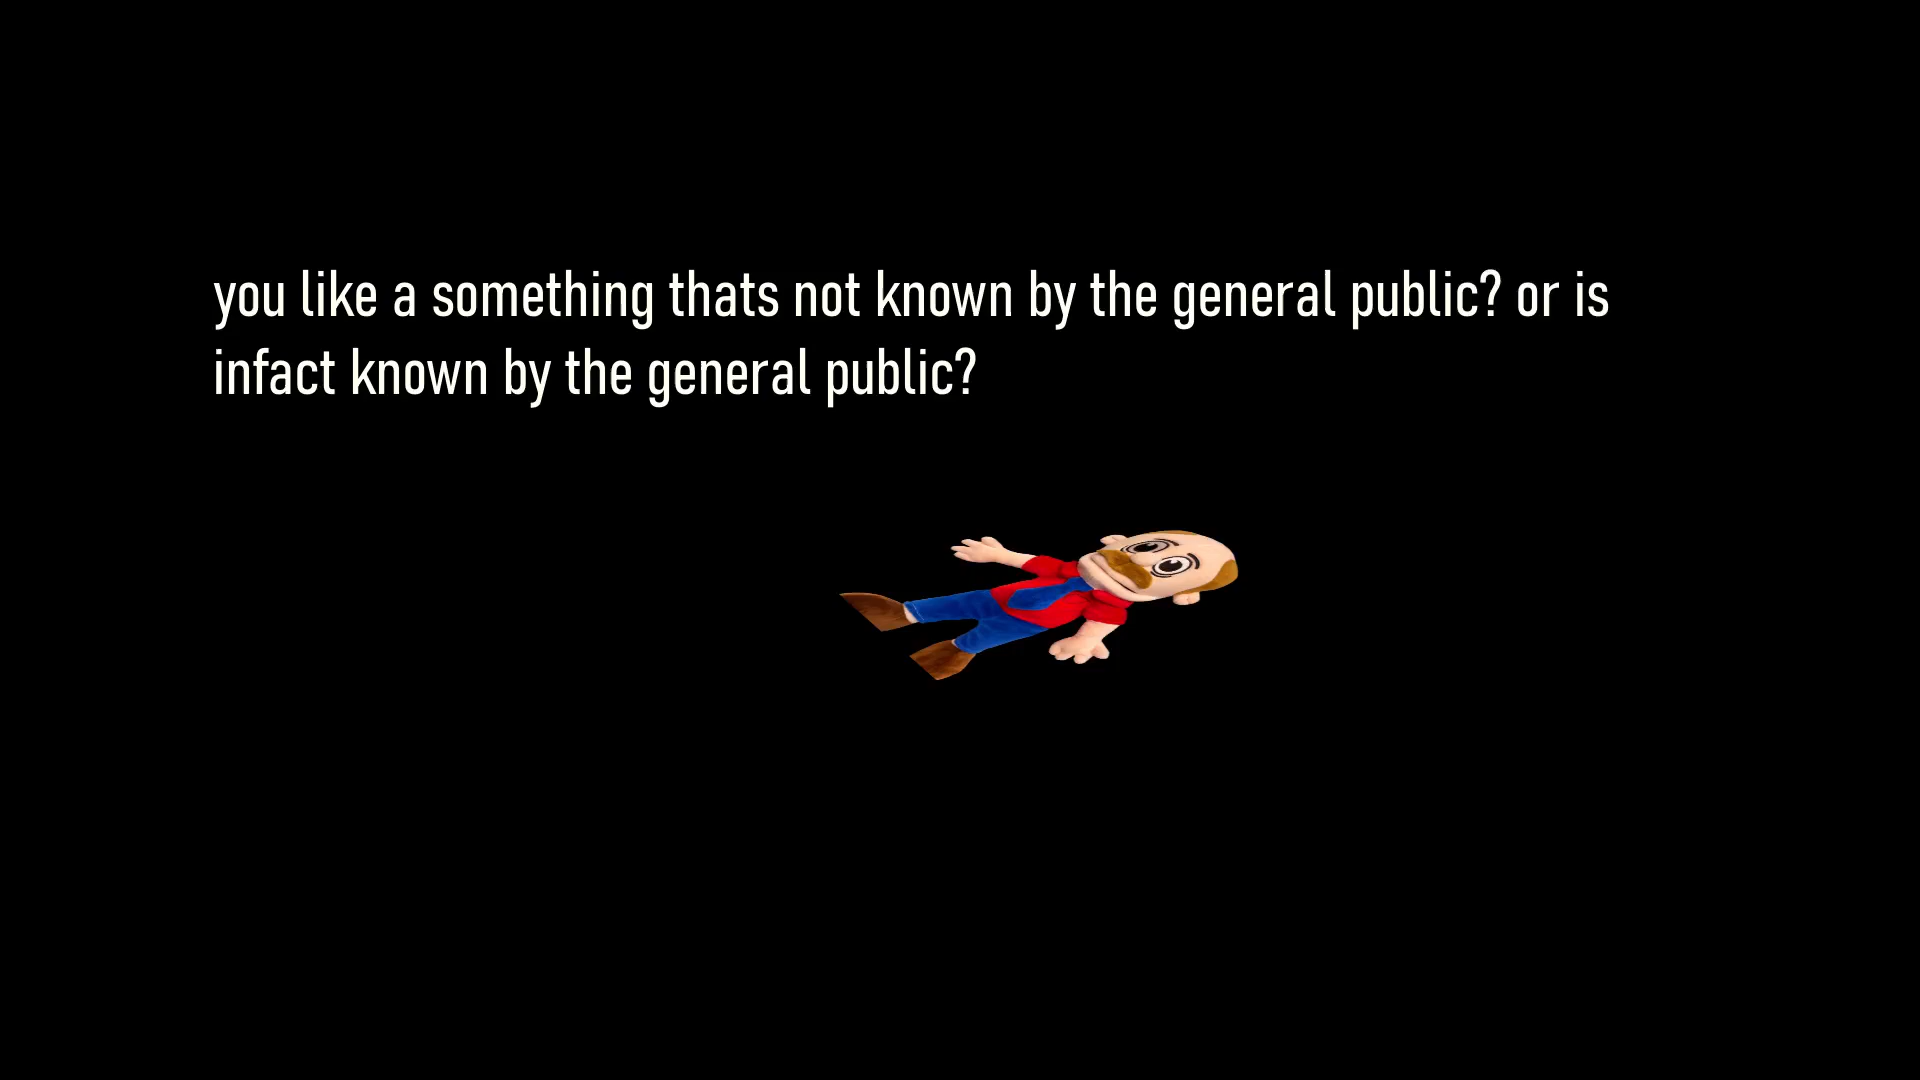 you like a something thats not known by the general public? or is
infact known by the general public?